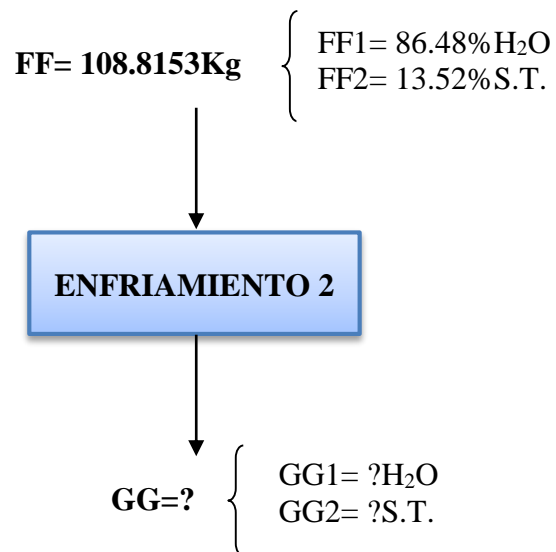 FF= 108.8153Kg
FF1= 86.48%H₂O
FF2= 13.52%S.T.
ENFRIAMIENTO 2
GG=?
GG1= ?H₂O
GG2= ?S.T.